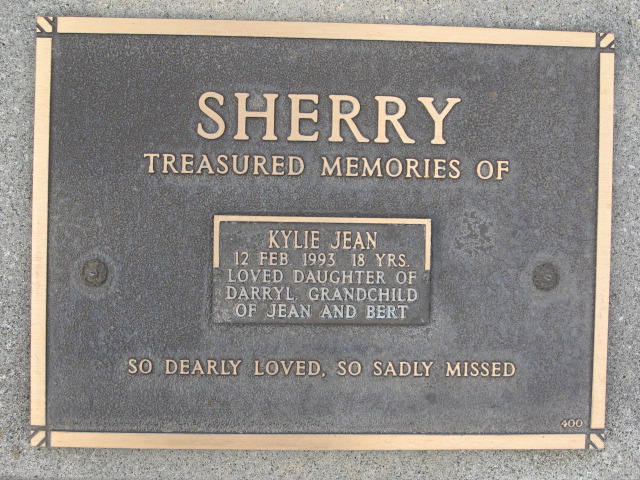 SHERRY
TREASURED MEMORIES OF
KYLIE JEAN
12 FEB. 1993 18 YRS.
LOVED DAUGHTER OF
DARRYL, GRANDCHILD
OF JEAN AND BERT
SO DEARLY LOVED, SO SADLY MISSED
400